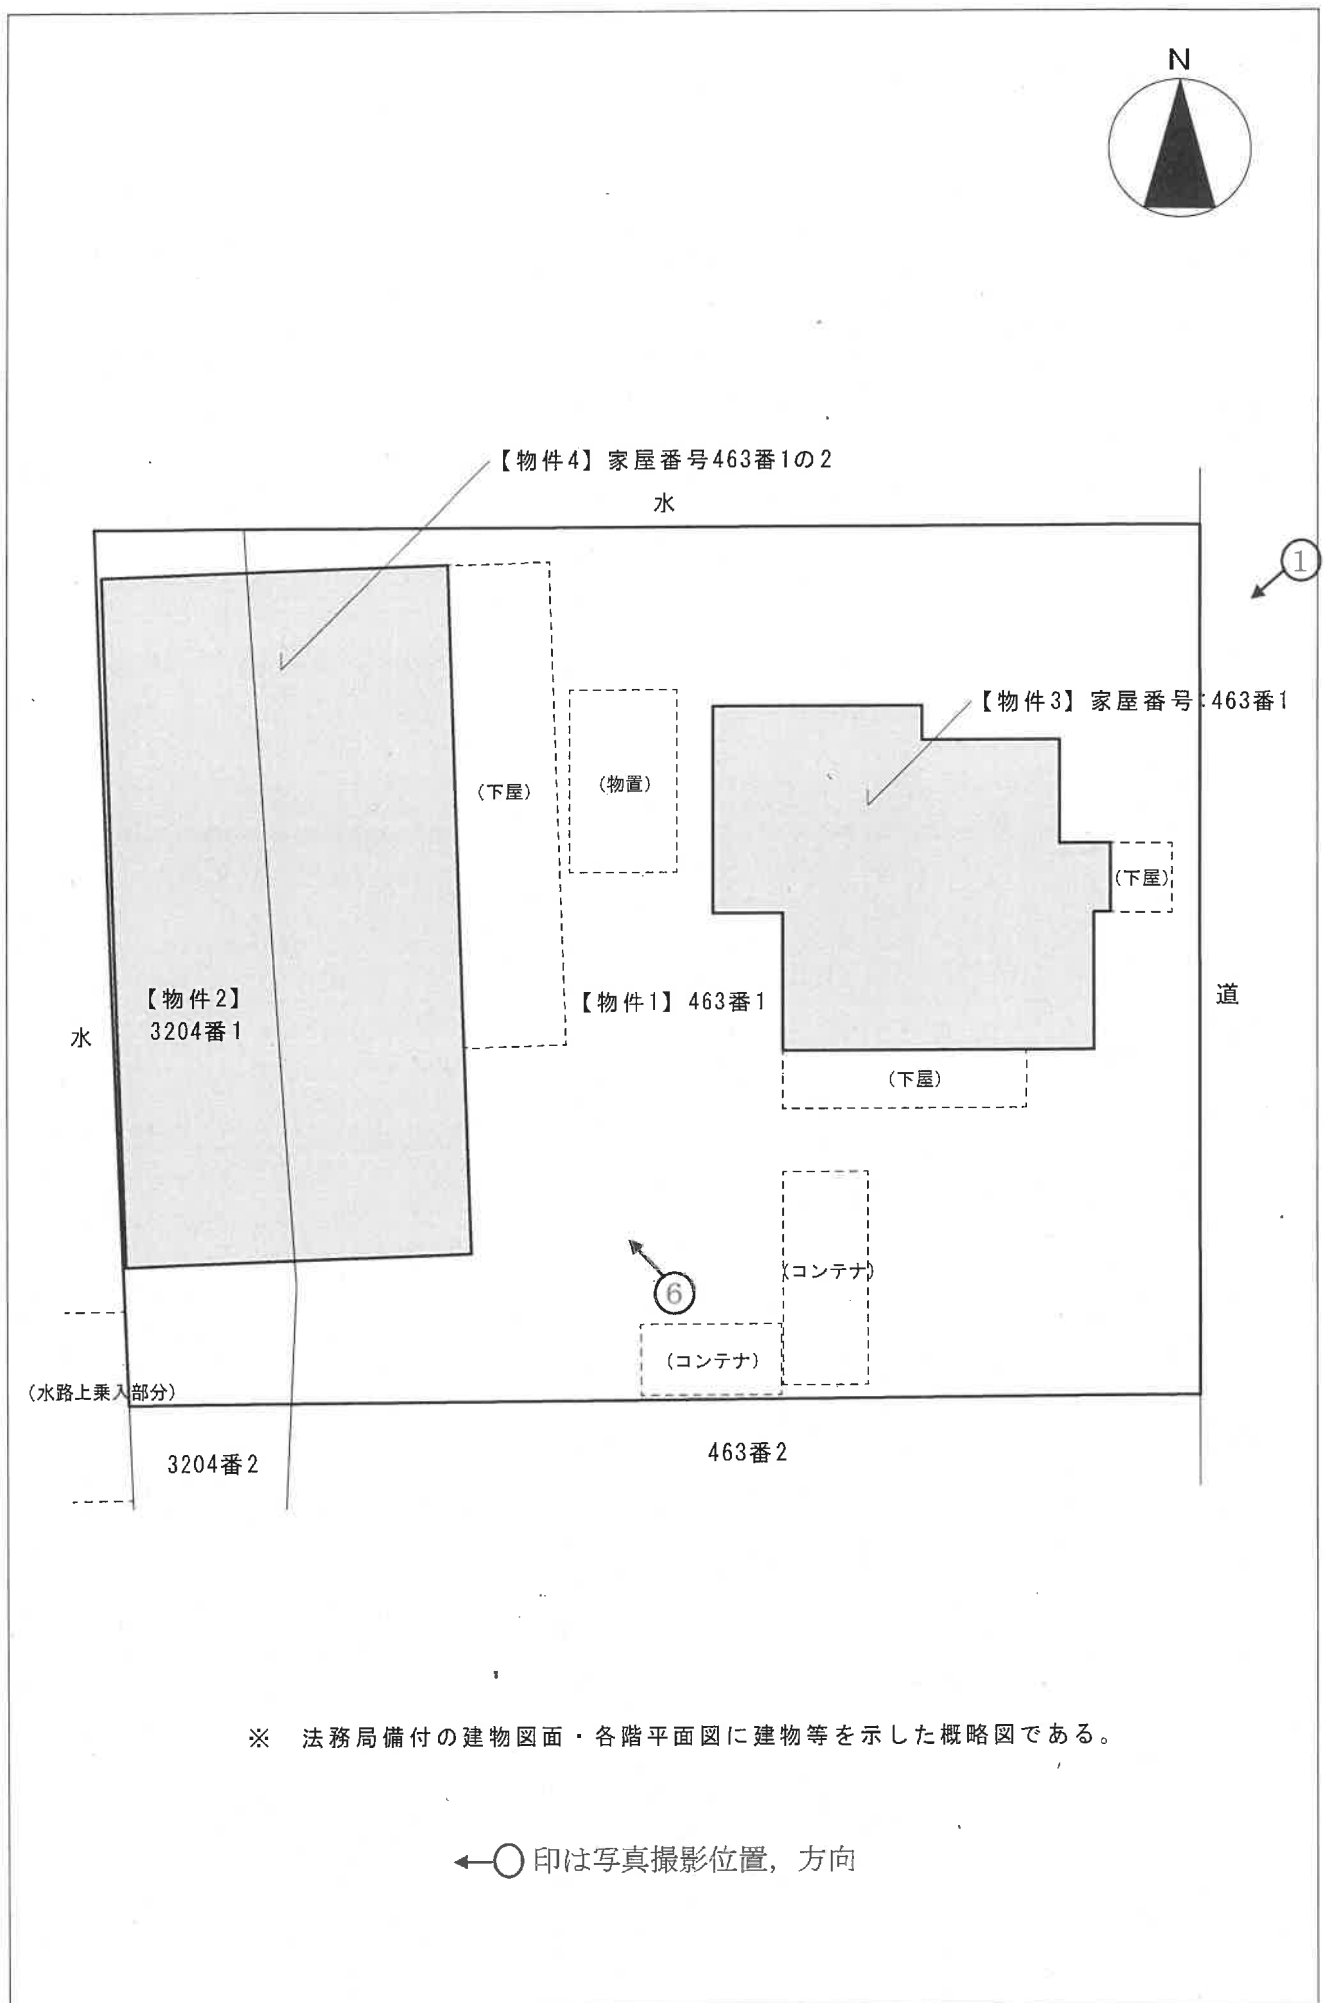 N
【物件4】家屋番号463番1の2
水
①
【物件3】家屋番号:463番1
(下屋)
(物置)
(下屋)
【物件2】
3204番1
【物件1】463番1
道
水
(下屋)
(コンテナ)
⑥
(コンテナ)
(水路上乗入部分)
3204番2
463番2
※ 法務局備付の建物図面・各階平面図に建物等を示した概略図である。
←○印は写真撮影位置，方向